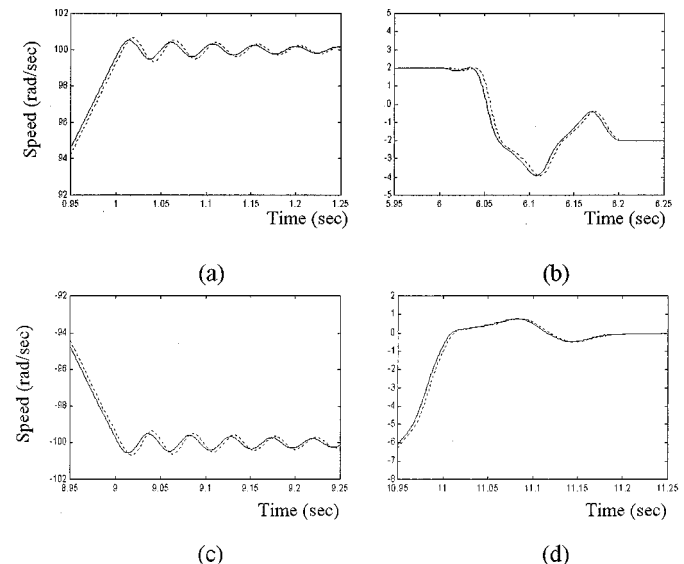 Speed (rad/sec)
102
100
98
96
94
92
0.95 1 1.05 1.1 1.15 1.2 1.25
Time (sec)
(a)
5
4
3
2
1
0
-1
-2
-3
-4
-5
5.95 6 6.05 6.1 6.15 6.2 6.25
Time (sec)
(b)
Speed (rad/sec)
-92
-94
-96
-98
-100
-102
8.95 9 9.05 9.1 9.15 9.2 9.25
Time (sec)
(c)
2
1
0
-1
-2
-3
-4
-5
-6
-7
-8
10.95 11 11.05 11.1 11.15 11.2 11.25
Time (sec)
(d)